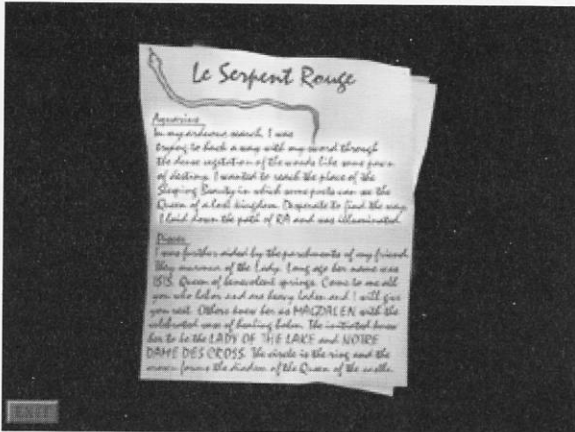 Le Serpent Rouge
Aquarius
In my arduous search, I was
trying to hack a way with my sword through
the dense vegetation of the woods like some pawn
of destiny. I wanted to reach the place of the
Sleeping Beauty in which some poets can see the
Queen of a lost kingdom. Desperate to find the way,
I laid down the path of RA and was illuminated.
Pisces
I was further aided by the parchments of my friend.
They murmur of the Lady. Long ago her name was
ISIS, Queen of benevolent springs. Come to me all
you who labor and are heavy laden and I will give
you rest. Others knew her as MAGDALEN with the
celebrated vase of healing balm. The initiated knew
her to be the LADY OF THE LAKE and NOTRE
DAME DES CROSS. The circle is the ring and the
crown forms the diadem of the Queen of the castle.
EXIT